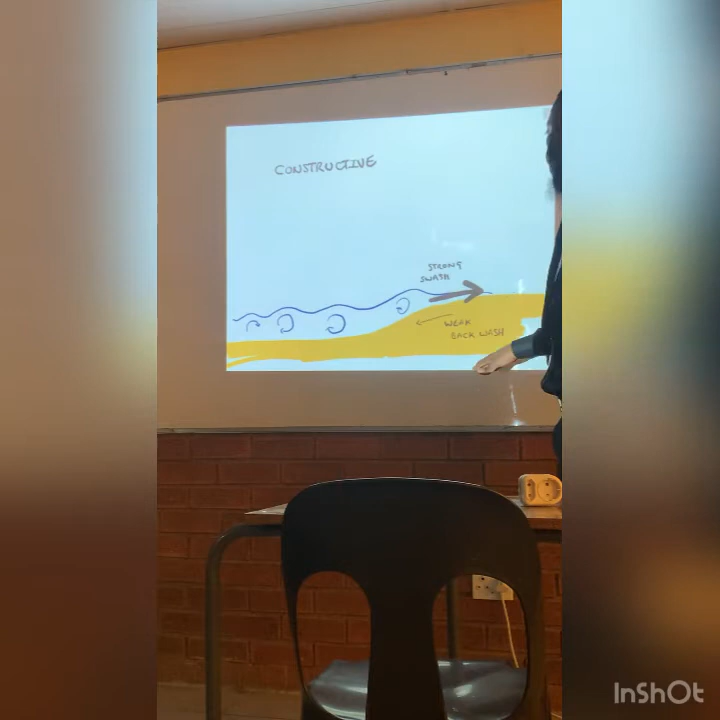 CONSTRUCTIVE
STRONG
SWASH
WEAK
BACK WASH
InShOt